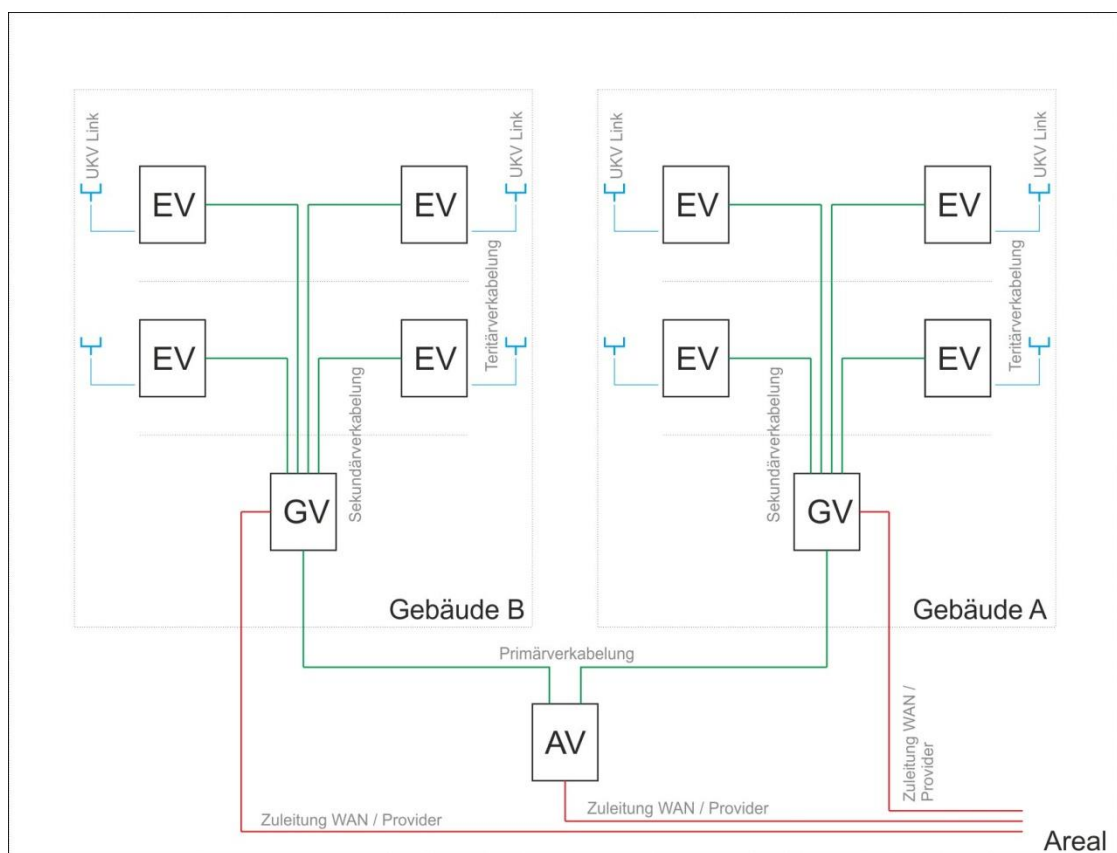 UKV Link
UKV Link
UKV Link
UKV Link
EV
EV
EV
EV
Teritärverkabelung
Teritärverkabelung
EV
EV
EV
EV
Sekundärverkabelung
Sekundärverkabelung
GV
GV
Gebäude B
Gebäude A
Primärverkabelung
AV
Zuleitung WAN /
Provider
Zuleitung WAN / Provider
Zuleitung WAN / Provider
Areal